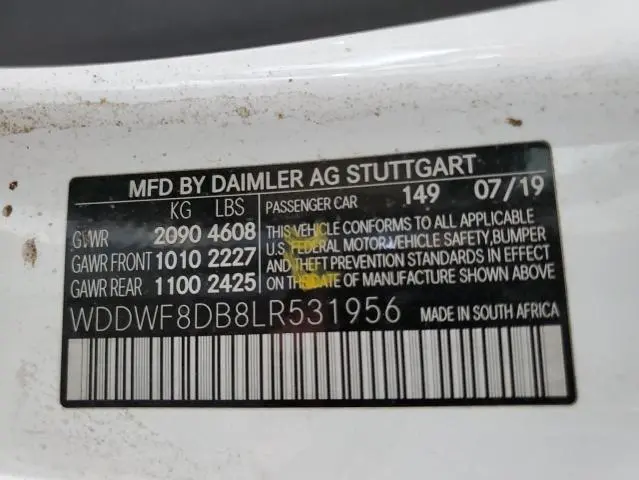 MFD BY DAIMLER AG STUTTGART
KG LBS
GVWR 2090 4608
GAWR FRONT 1010 2227
GAWR REAR 1100 2425
PASSENGER CAR 149 07/19
THIS VEHICLE CONFORMS TO ALL APPLICABLE
U.S. FEDERAL MOTOR VEHICLE SAFETY, BUMPER
AND THEFT PREVENTION STANDARDS IN EFFECT
ON THE DATE OF MANUFACTURE SHOWN ABOVE
WDDWF8DB8LR531956 MADE IN SOUTH AFRICA